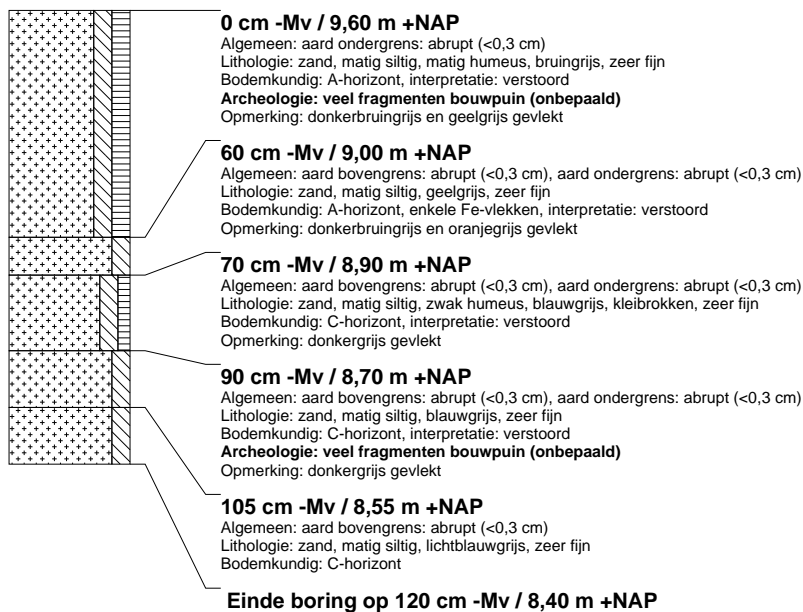 0 cm -Mv / 9,60 m +NAP
Algemeen: aard ondergrens: abrupt (<0,3 cm)
Lithologie: zand, matig siltig, matig humeus, bruingrijs, zeer fijn
Bodemkundig: A-horizont, interpretatie: verstoord
Archeologie: veel fragmenten bouwpuin (onbepaald)
Opmerking: donkerbruingrijs en geelgrijs gevlekt
60 cm -Mv / 9,00 m +NAP
Algemeen: aard bovengrens: abrupt (<0,3 cm), aard ondergrens: abrupt (<0,3 cm)
Lithologie: zand, matig siltig, geelgrijs, zeer fijn
Bodemkundig: A-horizont, enkele Fe-vlekken, interpretatie: verstoord
Opmerking: donkerbruingrijs en oranjegrijs gevlekt
70 cm -Mv / 8,90 m +NAP
Algemeen: aard bovengrens: abrupt (<0,3 cm), aard ondergrens: abrupt (<0,3 cm)
Lithologie: zand, matig siltig, zwak humeus, blauwgrijs, kleibrokken, zeer fijn
Bodemkundig: C-horizont, interpretatie: verstoord
Opmerking: donkergrijs gevlekt
90 cm -Mv / 8,70 m +NAP
Algemeen: aard bovengrens: abrupt (<0,3 cm), aard ondergrens: abrupt (<0,3 cm)
Lithologie: zand, matig siltig, blauwgrijs, zeer fijn
Bodemkundig: C-horizont, interpretatie: verstoord
Archeologie: veel fragmenten bouwpuin (onbepaald)
Opmerking: donkergrijs gevlekt
105 cm -Mv / 8,55 m +NAP
Algemeen: aard bovengrens: abrupt (<0,3 cm)
Lithologie: zand, matig siltig, lichtblauwgrijs, zeer fijn
Bodemkundig: C-horizont
Einde boring op 120 cm -Mv / 8,40 m +NAP